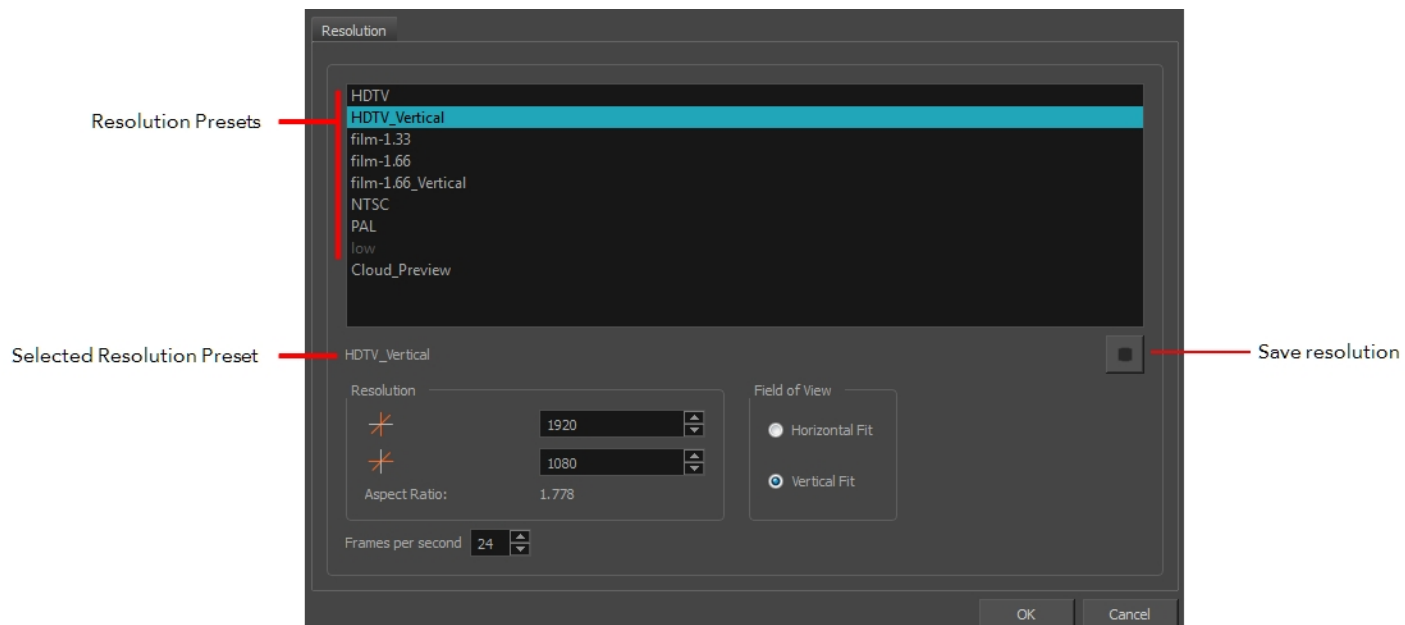 Resolution
HDTV
Resolution Presets
HDTV_Vertical
film-1.33
film-1.66
film-1.66_Vertical
NTSC
PAL
low
Cloud_Preview
Selected Resolution Preset
HDTV_Vertical
Save resolution
Resolution
Field of View
1920
Horizontal Fit
1080
Vertical Fit
Aspect Ratio: 1.778
Frames per second 24
OK Cancel